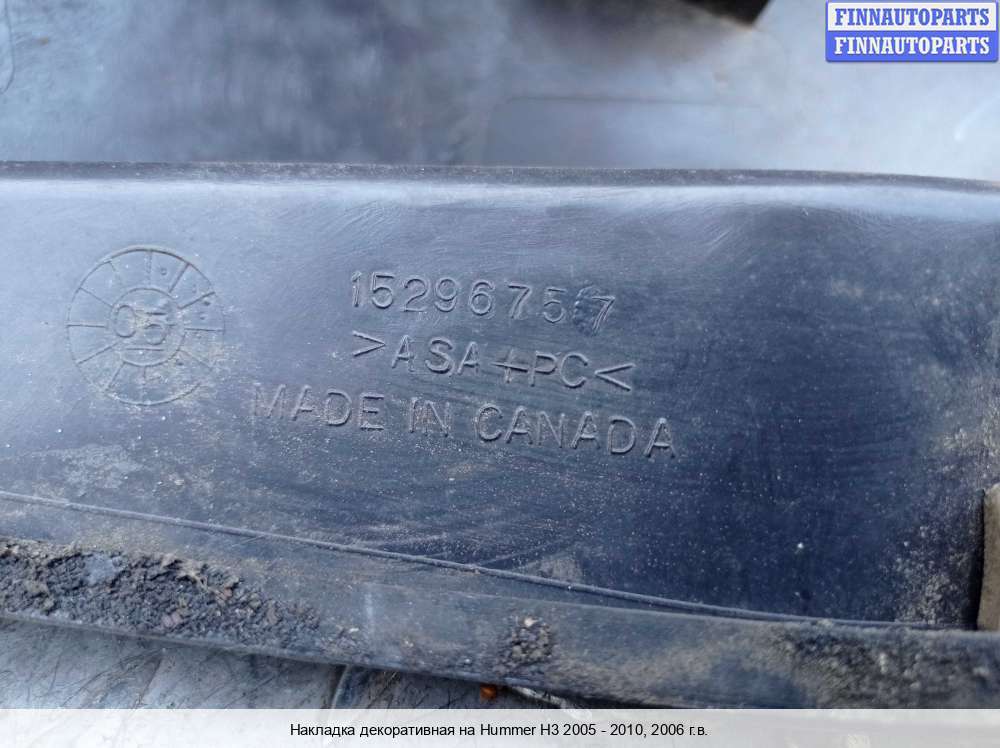 FINNAUTOPARTS
FINNAUTOPARTS
15296757
>ASA+PC<
MADE IN CANADA
05
Накладка декоративная на Hummer H3 2005 - 2010, 2006 г.в.